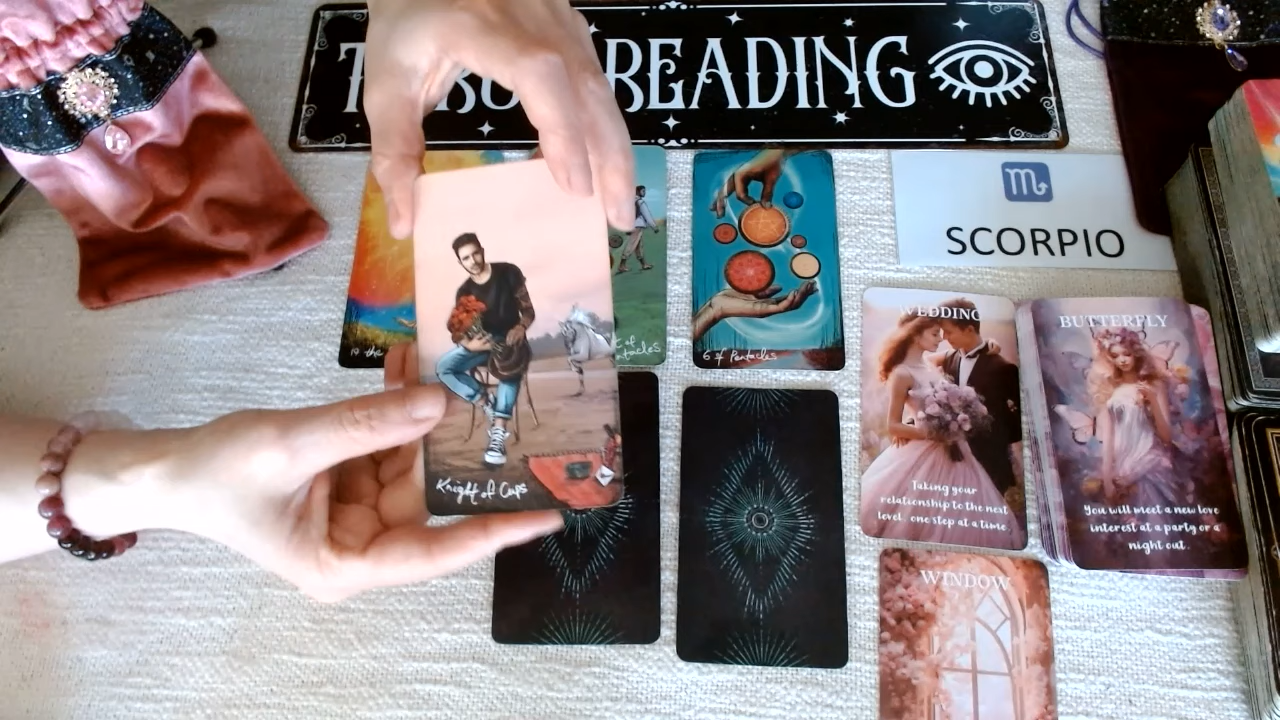 READING
SCORPIO
6 of Pentacles
Knight of Cups
WEDDING
Taking your
relationship to the next
level, one step at a time.
BUTTERFLY
You will meet a new love
interest at a party or a
night out.
WINDOW